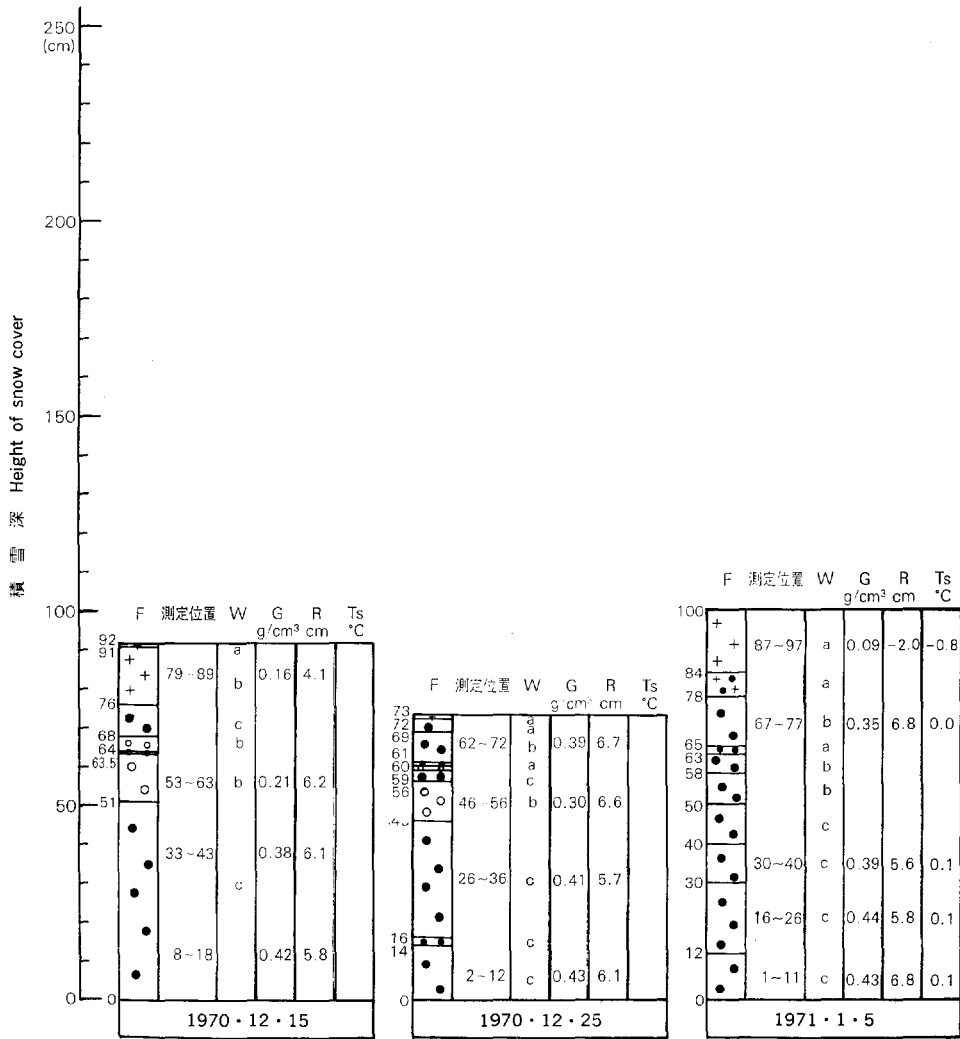 250
(cm)
200
150
100
50
0
積雪深 Height of snow cover
F 測定位置 W G R Ts
g/cm³ cm °C
92
91
76
68
64
63.5
51
0
a
79~89 b 0.16 4.1
c
b
53~63 b 0.21 6.2
33~43 0.38 6.1
c
8~18 0.42 5.8
1970・12・15
F 測定位置 W G R Ts
g/cm³ cm °C
73
72
69
61
60
59
56
16
14
0
a
a
62~72 b 0.39 6.7
a
c
46~56 b 0.30 6.6
26~36 c 0.41 5.7
c
2~12 c 0.43 6.1
1970・12・25
F 測定位置 W G R Ts
g/cm³ cm °C
100
84
78
65
63
58
50
40
30
12
0
87~97 a 0.09 -2.0 -0.8
a
67~77 b 0.35 6.8 0.0
a
b
b
c
30~40 c 0.39 5.6 0.1
16~26 c 0.44 5.8 0.1
1~11 c 0.43 6.8 0.1
1971・1・5